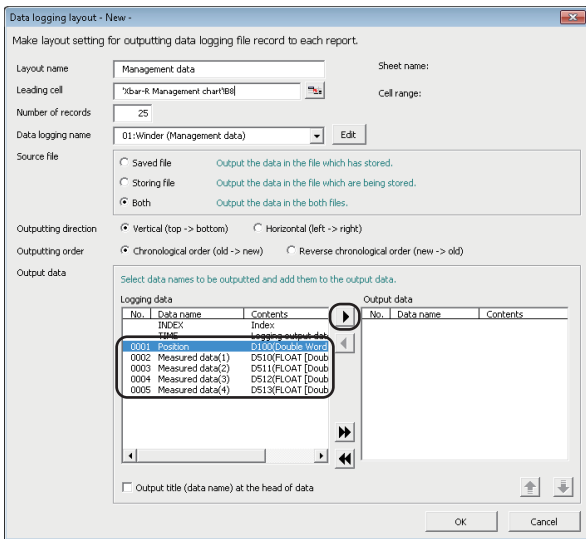 Data logging layout - New -
Make layout setting for outputting data logging file record to each report.
Layout name Management data Sheet name:
Leading cell 'Xbar-R Management chart'!B8 Cell range:
Number of records 25
Data logging name 01:Winder (Management data) Edit
Source file
Saved file Output the data in the file which has stored.
Storing file Output the data in the file which are being stored.
Both Output the data in the both files.
Outputting direction Vertical (top -> bottom) Horizontal (left -> right)
Outputting order Chronological order (old -> new) Reverse chronological order (new -> old)
Output data
Select data names to be outputted and add them to the output data.
Logging data Output data
No. Data name Contents No. Data name Contents
INDEX Index
TIME Logging output dat
0001 Position D100(Double Word
0002 Measured data(1) D510(FLOAT [Doub
0003 Measured data(2) D511(FLOAT [Doub
0004 Measured data(3) D512(FLOAT [Doub
0005 Measured data(4) D513(FLOAT [Doub
Output title (data name) at the head of data
OK Cancel